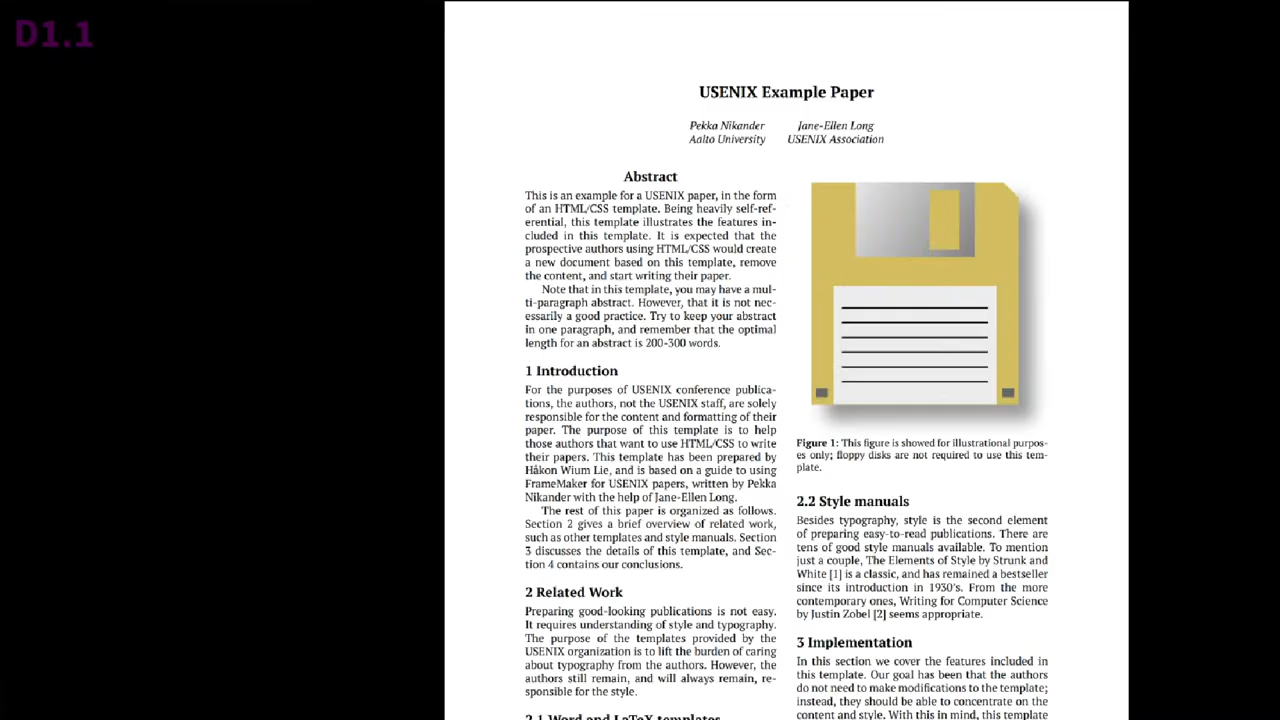 D1.1
USENIX Example Paper
Pekka Nikander Jane-Ellen Long
Aalto University USENIX Association
Abstract
This is an example for a USENIX paper, in the form
of an HTML/CSS template. Being heavily self-ref-
erential, this template illustrates the features in-
cluded in this template. It is expected that the
prospective authors using HTML/CSS would create
a new document based on this template, remove
the content, and start writing their paper.
Note that in this template, you may have a mul-
ti-paragraph abstract. However, that it is not nec-
essarily a good practice. Try to keep your abstract
in one paragraph, and remember that the optimal
length for an abstract is 200-300 words.
1 Introduction
For the purposes of USENIX conference publica-
tions, the authors, not the USENIX staff, are solely
responsible for the content and formatting of their
paper. The purpose of this template is to help
those authors that want to use HTML/CSS to write
their papers. This template has been prepared by
Håkon Wium Lie, and is based on a guide to using
FrameMaker for USENIX papers, written by Pekka
Nikander with the help of Jane-Ellen Long.
The rest of this paper is organized as follows.
Section 2 gives a brief overview of related work,
such as other templates and style manuals. Section
3 discusses the details of this template, and Sec-
tion 4 contains our conclusions.
2 Related Work
Preparing good-looking publications is not easy.
It requires understanding of style and typography.
The purpose of the templates provided by the
USENIX organization is to lift the burden of caring
about typography from the authors. However, the
authors still remain, and will always remain, re-
sponsible for the style.
2.1 Word and LaTeX templates
Figure 1: This figure is showed for illustrational purpos-
es only; floppy disks are not required to use this tem-
plate.
2.2 Style manuals
Besides typography, style is the second element
of preparing easy-to-read publications. There are
tens of good style manuals available. To mention
just a couple, The Elements of Style by Strunk and
White [1] is a classic, and has remained a bestseller
since its introduction in 1930's. From the more
contemporary ones, Writing for Computer Science
by Justin Zobel [2] seems appropriate.
3 Implementation
In this section we cover the features included in
this template. Our goal has been that the authors
do not need to make modifications to the template;
instead, they should be able to concentrate on the
content and style. With this in mind, this template